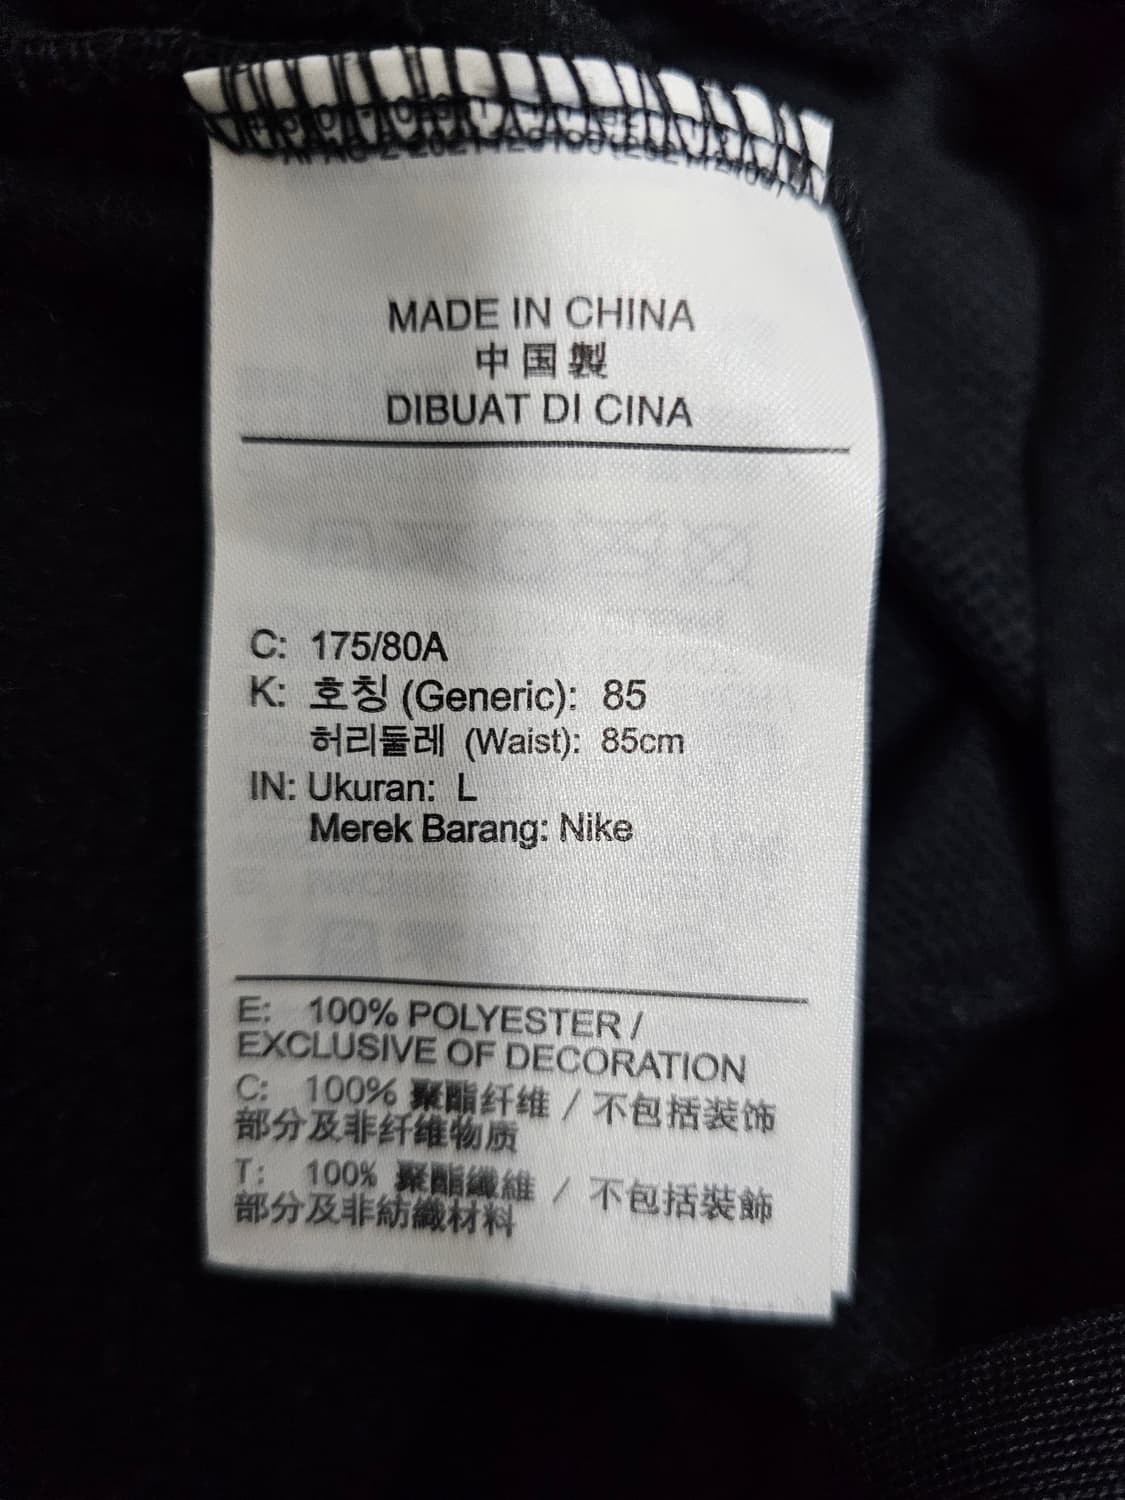 MADE IN CHINA
中国製
DIBUAT DI CINA
C: 175/80A
K: 호칭 (Generic): 85
허리둘레 (Waist): 85cm
IN: Ukuran: L
Merek Barang: Nike
E: 100% POLYESTER /
EXCLUSIVE OF DECORATION
C: 100% 聚酯纤维 / 不包括装饰
部分及非纤维物质
T: 100% 聚酯纖維 / 不包括裝飾
部分及非紡織材料